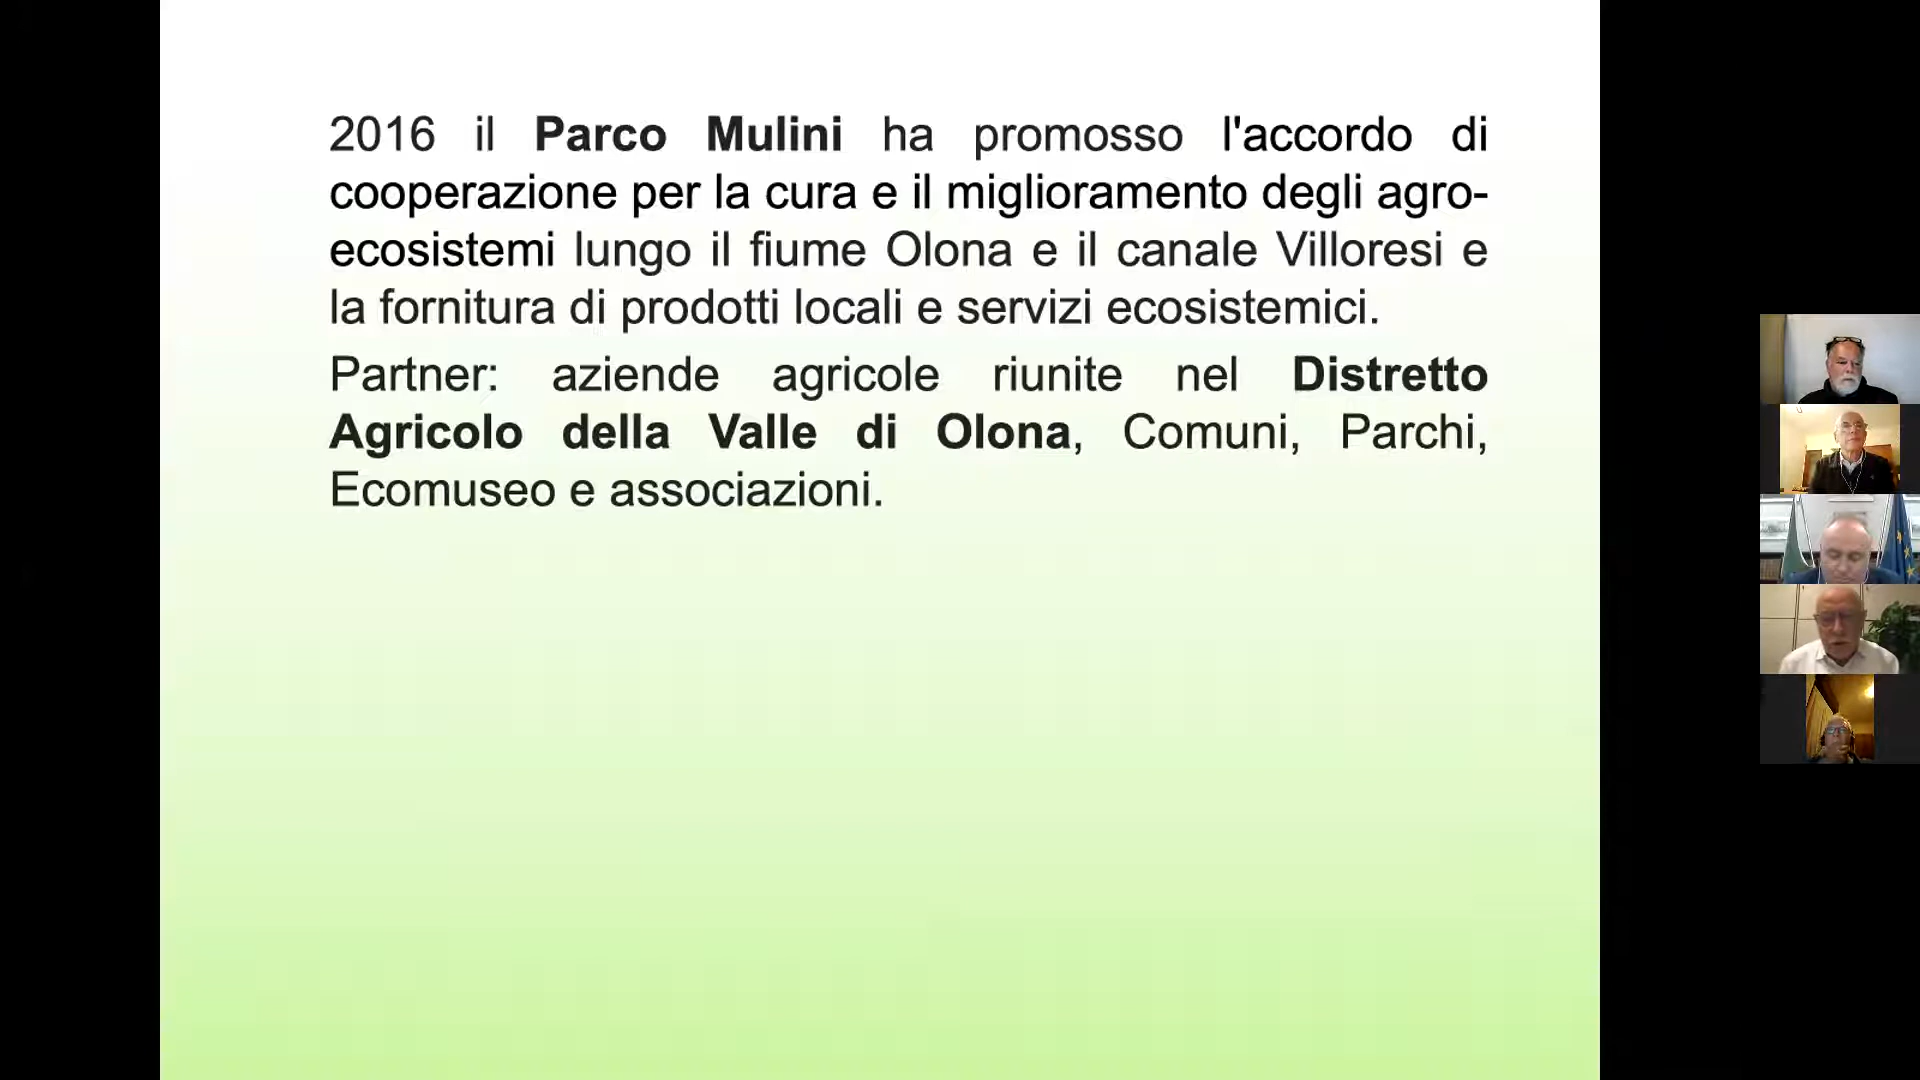 2016 il Parco Mulini ha promosso l'accordo di
cooperazione per la cura e il miglioramento degli agro-
ecosistemi lungo il fiume Olona e il canale Villoresi e
la fornitura di prodotti locali e servizi ecosistemici.
Partner: aziende agricole riunite nel Distretto
Agricolo della Valle di Olona, Comuni, Parchi,
Ecomuseo e associazioni.